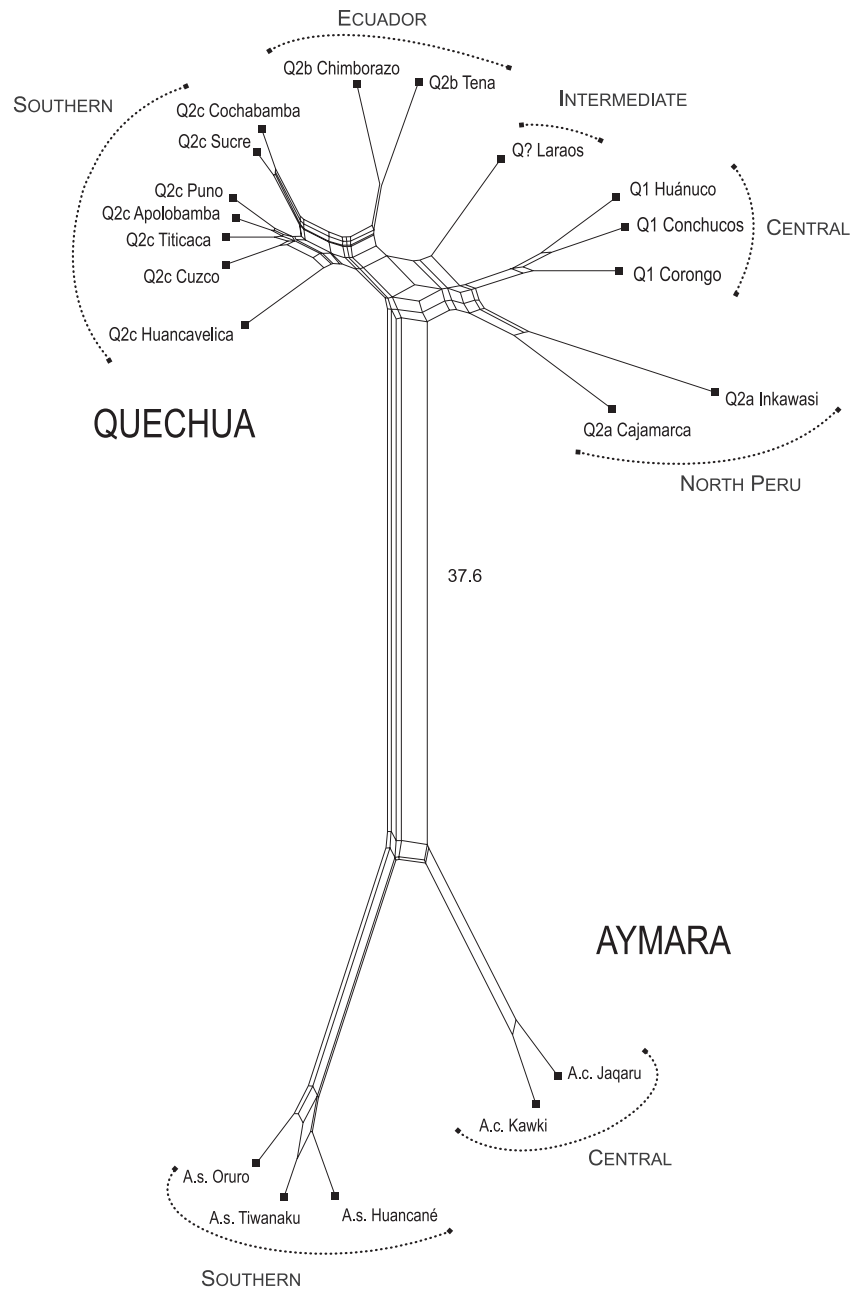 ECUADOR
Q2b Chimborazo
Q2b Tena
SOUTHERN
INTERMEDIATE
Q2c Cochabamba
Q2c Sucre
Q? Laraos
Q2c Puno
Q1 Huánuco
Q2c Apolobamba
Q1 Conchucos
CENTRAL
Q2c Titicaca
Q2c Cuzco
Q1 Corongo
Q2c Huancavelica
Q2a Inkawasi
QUECHUA
Q2a Cajamarca
NORTH PERU
37.6
AYMARA
A.c. Jaqaru
A.c. Kawki
CENTRAL
A.s. Oruro
A.s. Tiwanaku
A.s. Huancané
SOUTHERN